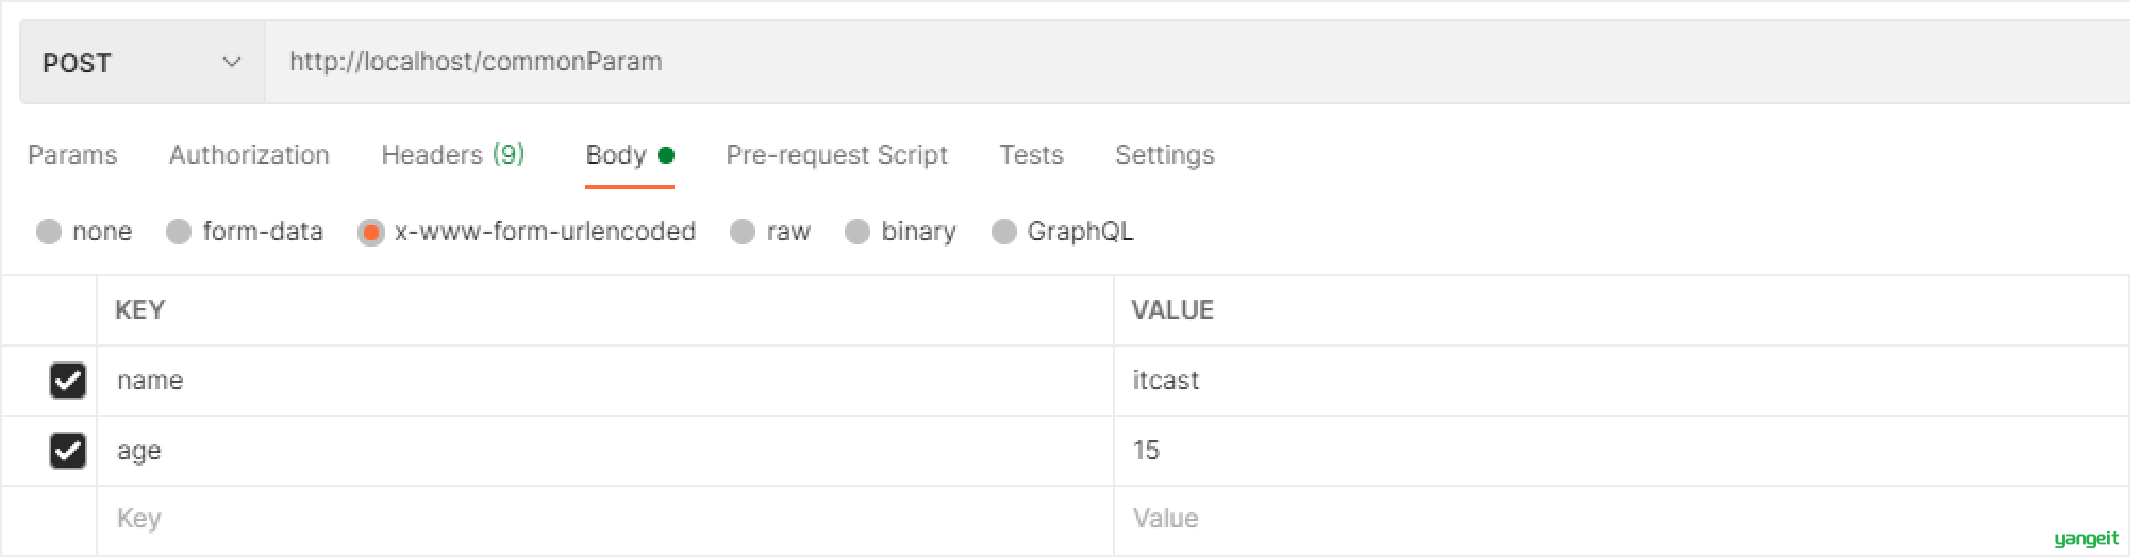 POST http://localhost/commonParam
Params Authorization Headers (9) Body Pre-request Script Tests Settings
none form-data x-www-form-urlencoded raw binary GraphQL
KEY VALUE
name itcast
age 15
Key Value
yangeit